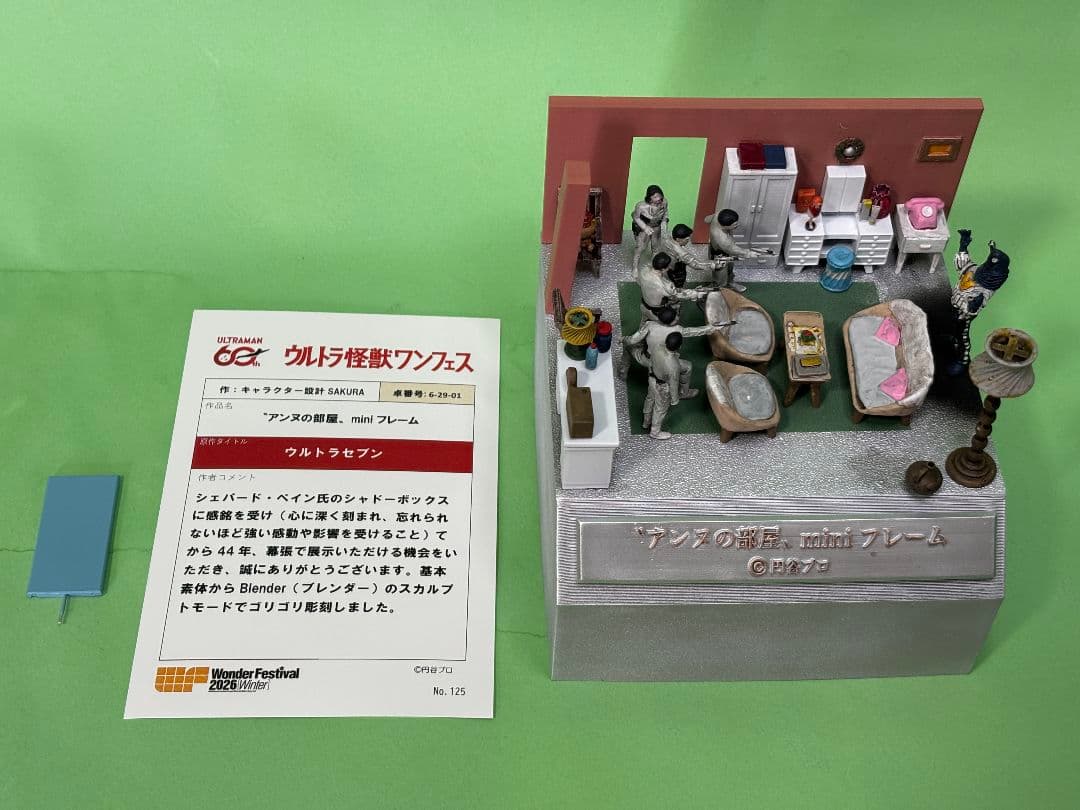 ULTRAMAN
60th
ウルトラ怪獣ワンフェス
作：キャラクター設計 SAKURA
卓番号: 6-29-01
作品名
〝アンヌの部屋〟mini フレーム
原作タイトル
ウルトラセブン
作者コメント
シェパード・ペイン氏のシャドーボックス
に感銘を受け（心に深く刻まれ、忘れられ
ないほど強い感動や影響を受けること）て
から 44 年、幕張で展示いただける機会をい
ただき、誠にありがとうございます。基本
素体から Blender（ブレンダー）のスカルプ
トモードでゴリゴリ彫刻しました。
WF Wonder Festival
2026［Winter］
©円谷プロ
No. 125
〝アンヌの部屋〟mini フレーム
©円谷プロ